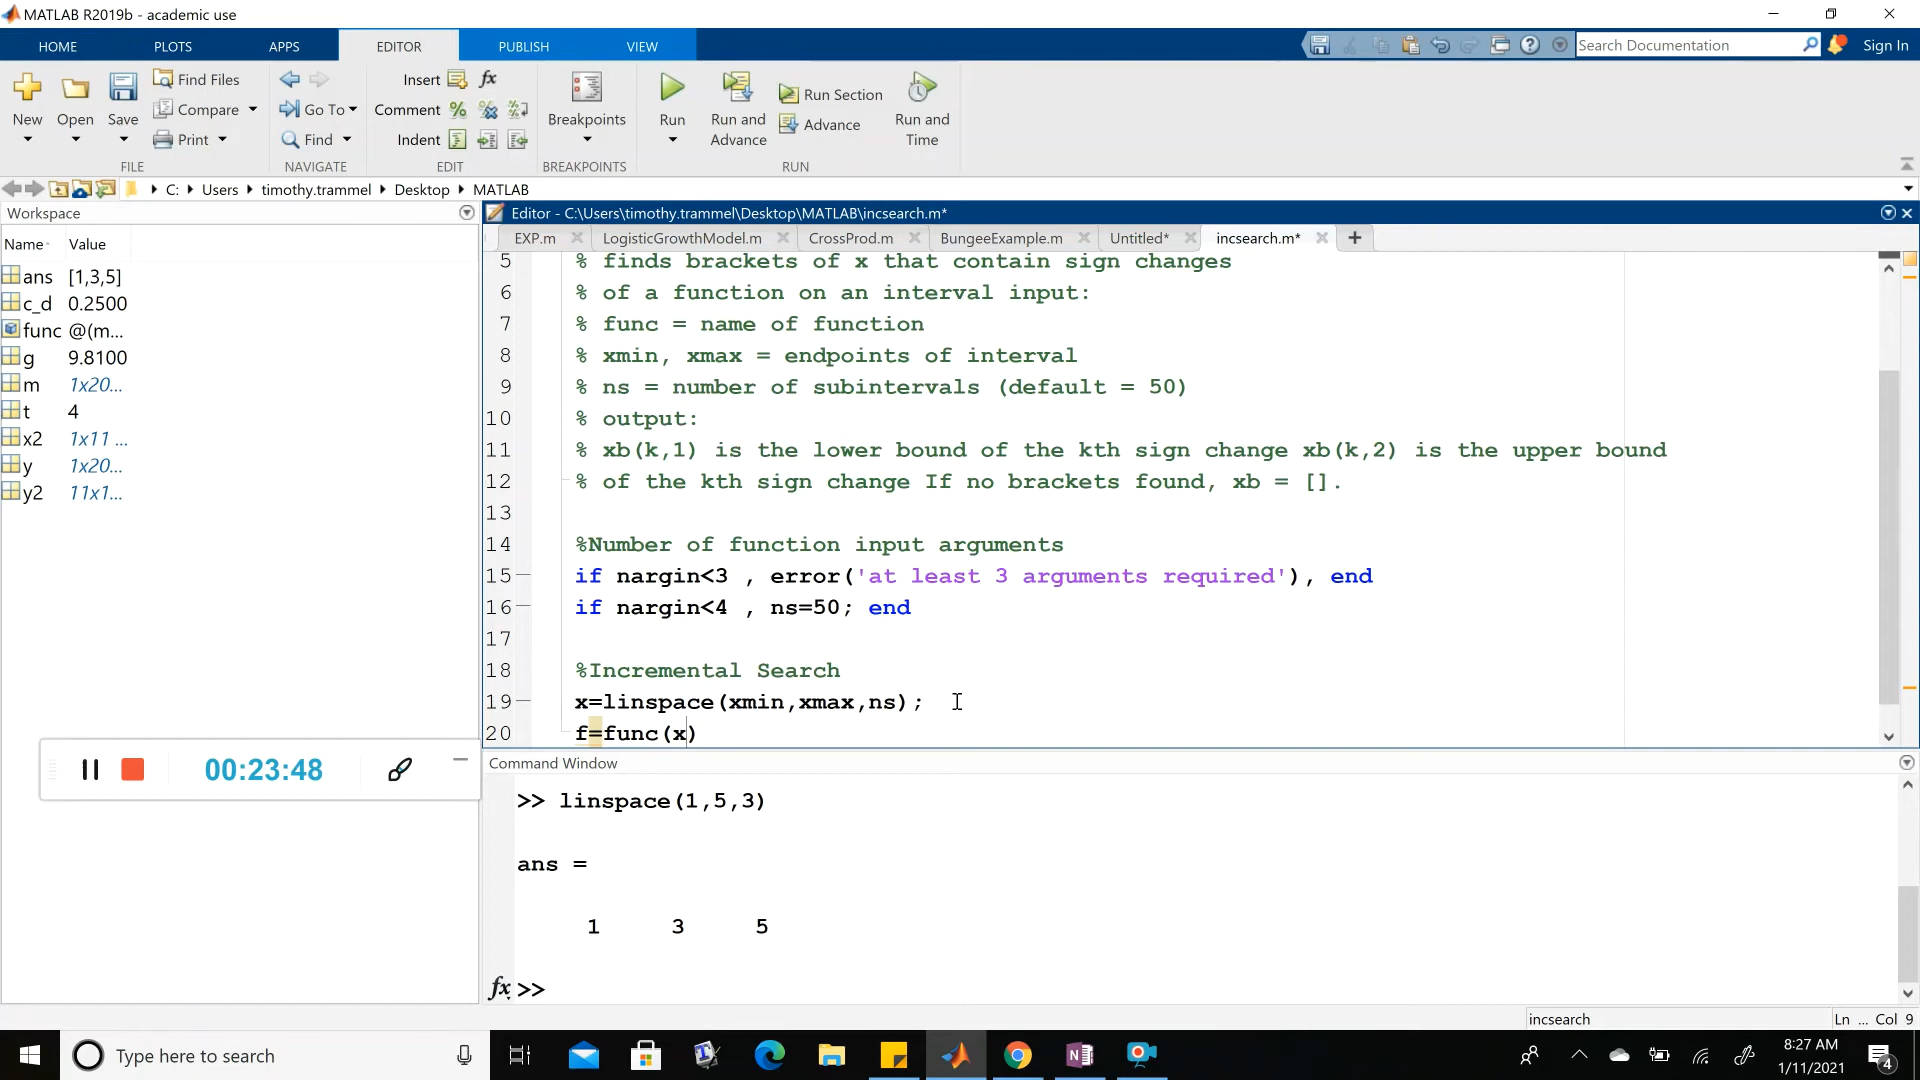 MATLAB R2019b - academic use
HOME PLOTS APPS EDITOR PUBLISH VIEW
Search Documentation
Sign In
New
Open
Save
Find Files
Compare
Print
FILE
Go To
Find
NAVIGATE
Insert fx
Comment
Indent
EDIT
Breakpoints
BREAKPOINTS
Run
Run and
Advance
Run Section
Advance
Run and
Time
RUN
C: Users timothy.trammel Desktop MATLAB
Workspace
Name Value
ans [1,3,5]
c_d 0.2500
func @(m...
g 9.8100
m 1x20...
t 4
x2 1x11 ...
y 1x20...
y2 11x1...
Editor - C:\Users\timothy.trammel\Desktop\MATLAB\incsearch.m*
EXP.m LogisticGrowthModel.m CrossProd.m BungeeExample.m Untitled* incsearch.m*
5 % finds brackets of x that contain sign changes
6 % of a function on an interval input:
7 % func = name of function
8 % xmin, xmax = endpoints of interval
9 % ns = number of subintervals (default = 50)
10 % output:
11 % xb(k,1) is the lower bound of the kth sign change xb(k,2) is the upper bound
12 % of the kth sign change If no brackets found, xb = [].
13
14 %Number of function input arguments
15 if nargin<3 , error('at least 3 arguments required'), end
16 if nargin<4 , ns=50; end
17
18 %Incremental Search
19 x=linspace(xmin,xmax,ns);
20 f=func(x)
00:23:48
Command Window
>> linspace(1,5,3)
ans =
1 3 5
fx >>
incsearch
Ln ... Col 9
Type here to search
8:27 AM
1/11/2021
4